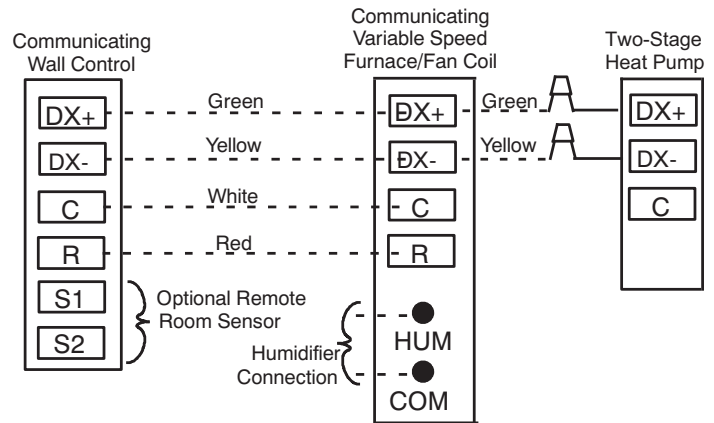 Communicating
Wall Control
Communicating
Variable Speed
Furnace/Fan Coil
Two-Stage
Heat Pump
DX+ Green DX+ Green DX+
DX- Yellow DX- Yellow DX-
C White C C
R Red R
S1
S2
Optional Remote
Room Sensor
Humidifier
Connection
HUM
COM